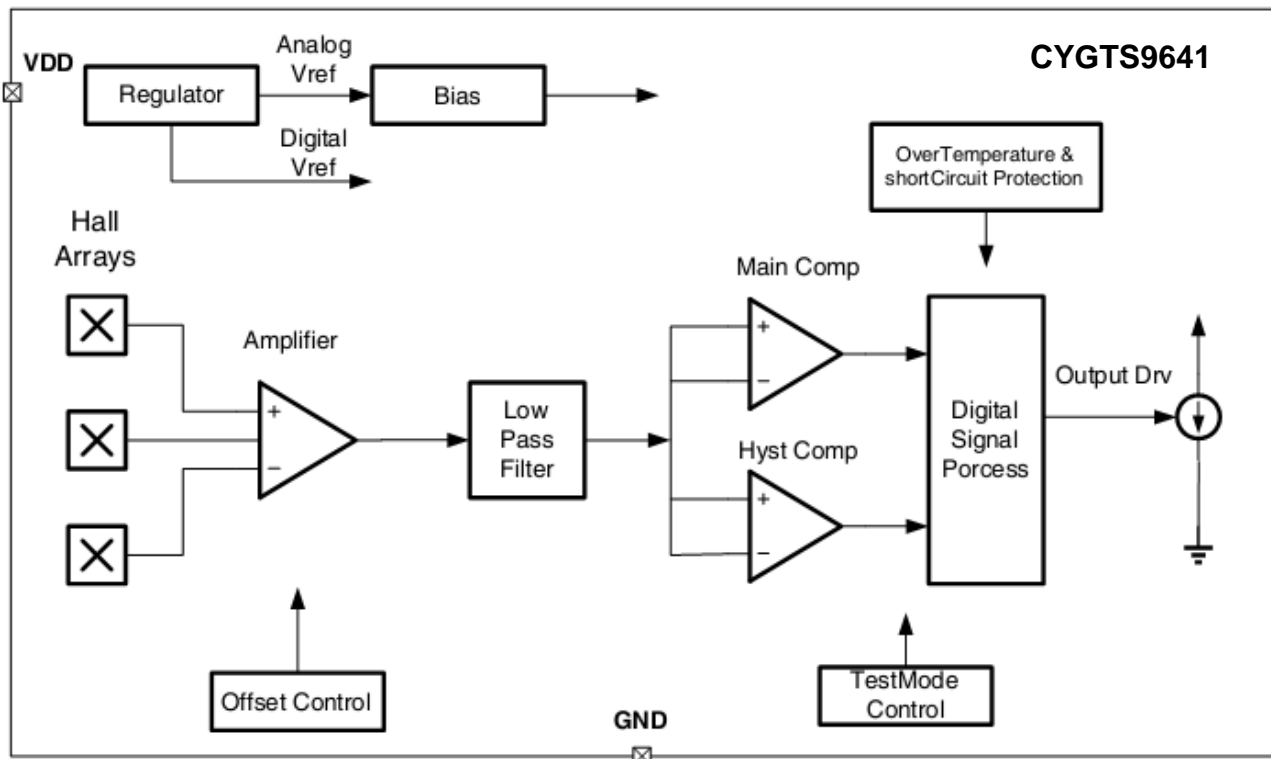 CYGTS9641
VDD
Analog
Vref
Regulator
Bias
Digital
Vref
OverTemperature &
shortCircuit Protection
Hall
Arrays
Main Comp
Amplifier
+
−
+
−
Low
Pass
Filter
Hyst Comp
+
−
Digital
Signal
Porcess
Output Drv
Offset Control
TestMode
Control
GND